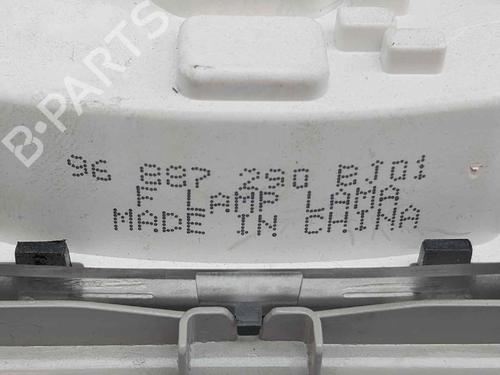 B-PARTS
96 887 290 BJ01
F LAMP LAMA
MADE IN CHINA